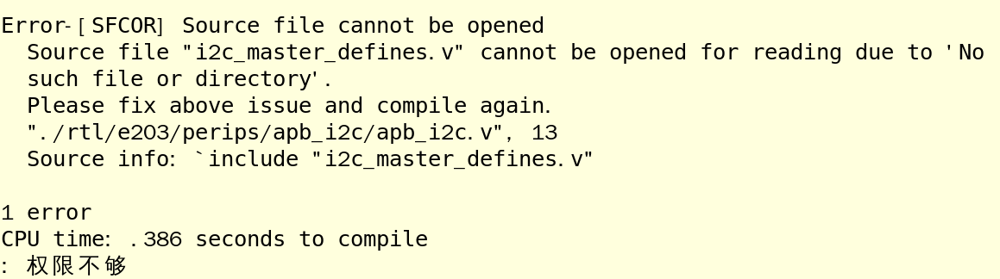 Error-[SFCOR] Source file cannot be opened
Source file "i2c_master_defines.v" cannot be opened for reading due to 'No
such file or directory'.
Please fix above issue and compile again.
"./rtl/e203/perips/apb_i2c/apb_i2c.v", 13
Source info: `include "i2c_master_defines.v"
1 error
CPU time: .386 seconds to compile
: 权限不够